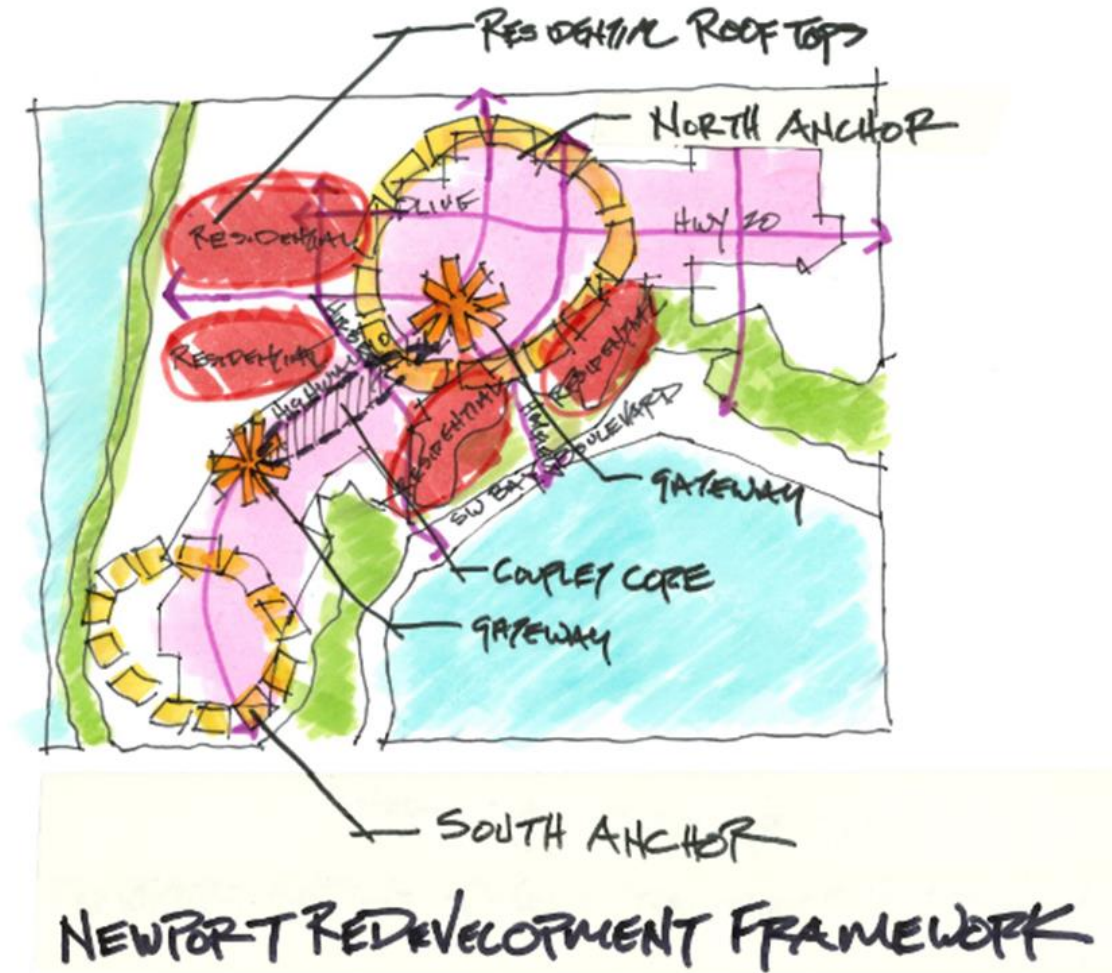 RESIDENTIAL ROOF TOPS
NORTH ANCHOR
OLIVE
HWY 20
RESIDENTIAL
RESIDENTIAL
RESIDENTIAL
RESIDENTIAL
SW BAY BOULEVARD
GATEWAY
COUPLET CORE
GATEWAY
SOUTH ANCHOR
NEWPORT REDEVELOPMENT FRAMEWORK